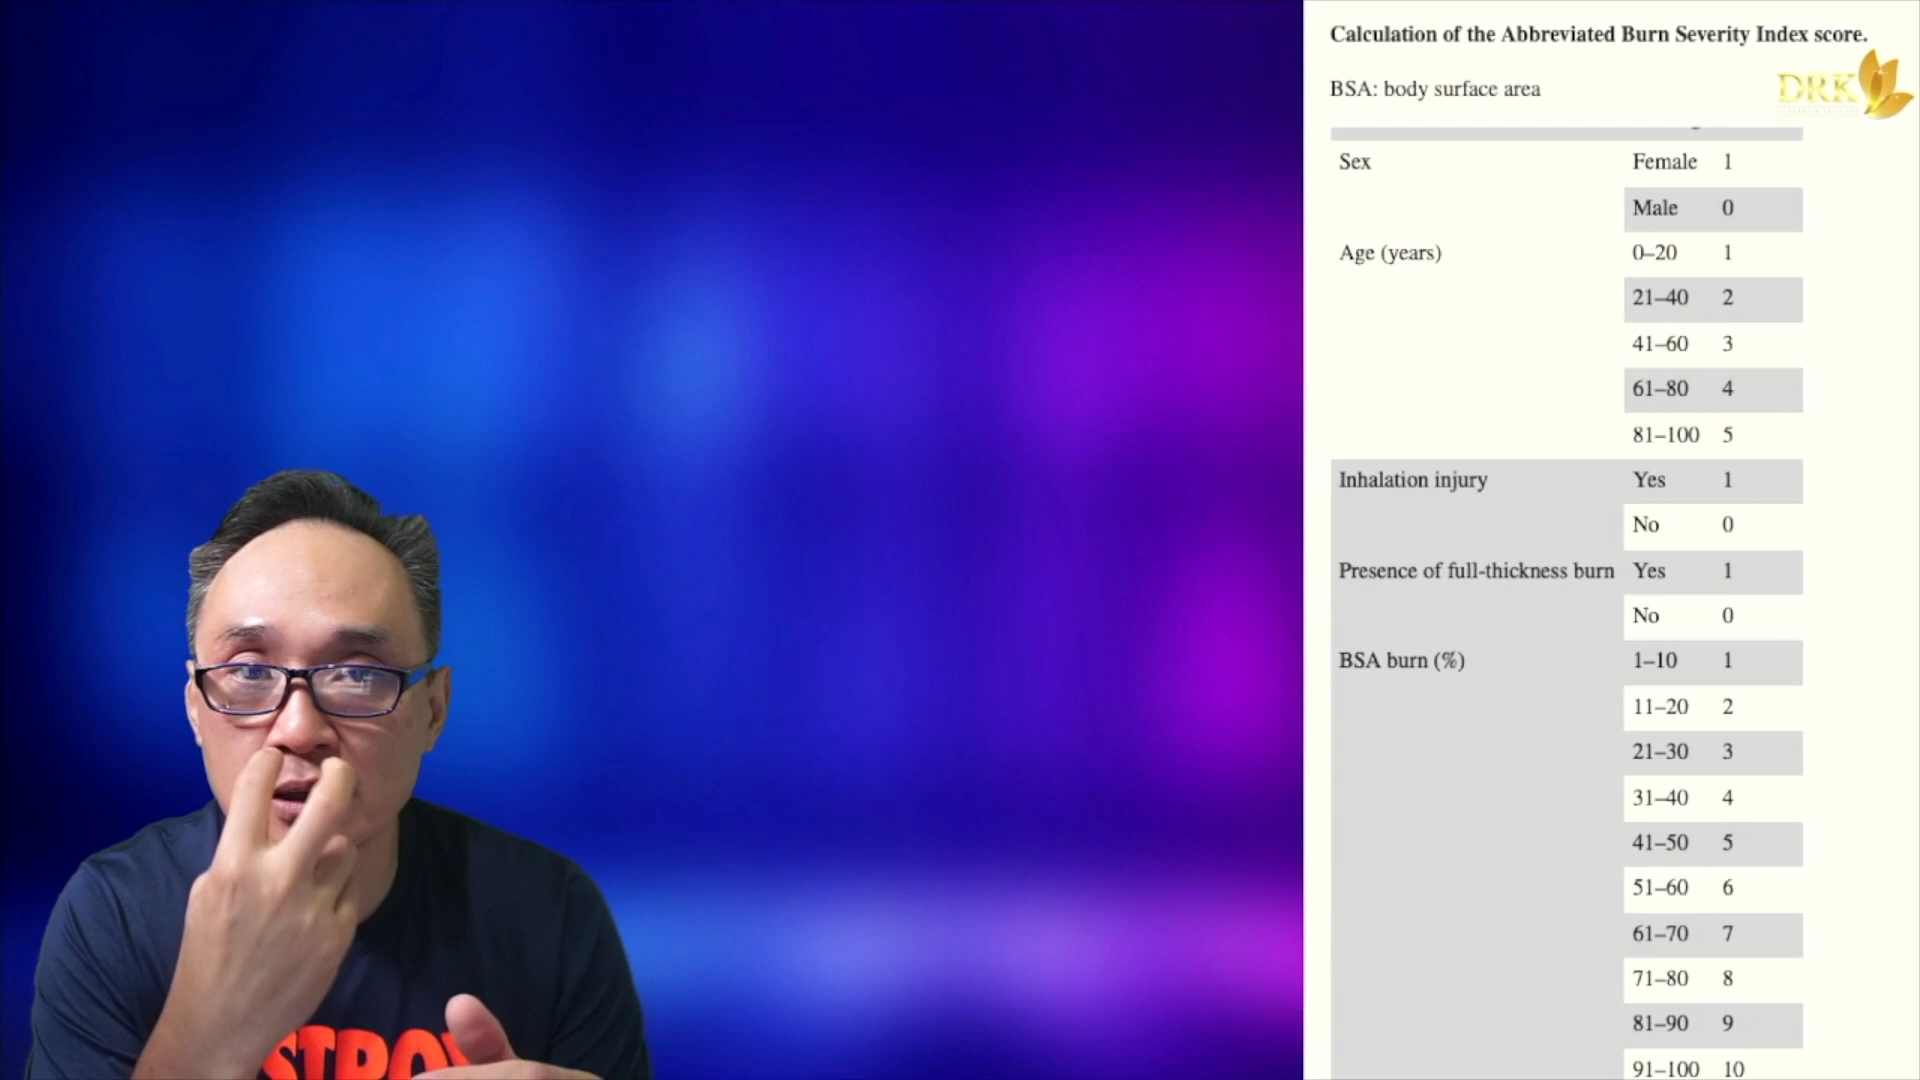 Calculation of the Abbreviated Burn Severity Index score.
DRK
BSA: body surface area
Sex Female 1
Male 0
Age (years) 0–20 1
21–40 2
41–60 3
61–80 4
81–100 5
Inhalation injury Yes 1
No 0
Presence of full-thickness burn Yes 1
No 0
BSA burn (%) 1–10 1
11–20 2
21–30 3
31–40 4
41–50 5
51–60 6
61–70 7
71–80 8
81–90 9
91–100 10